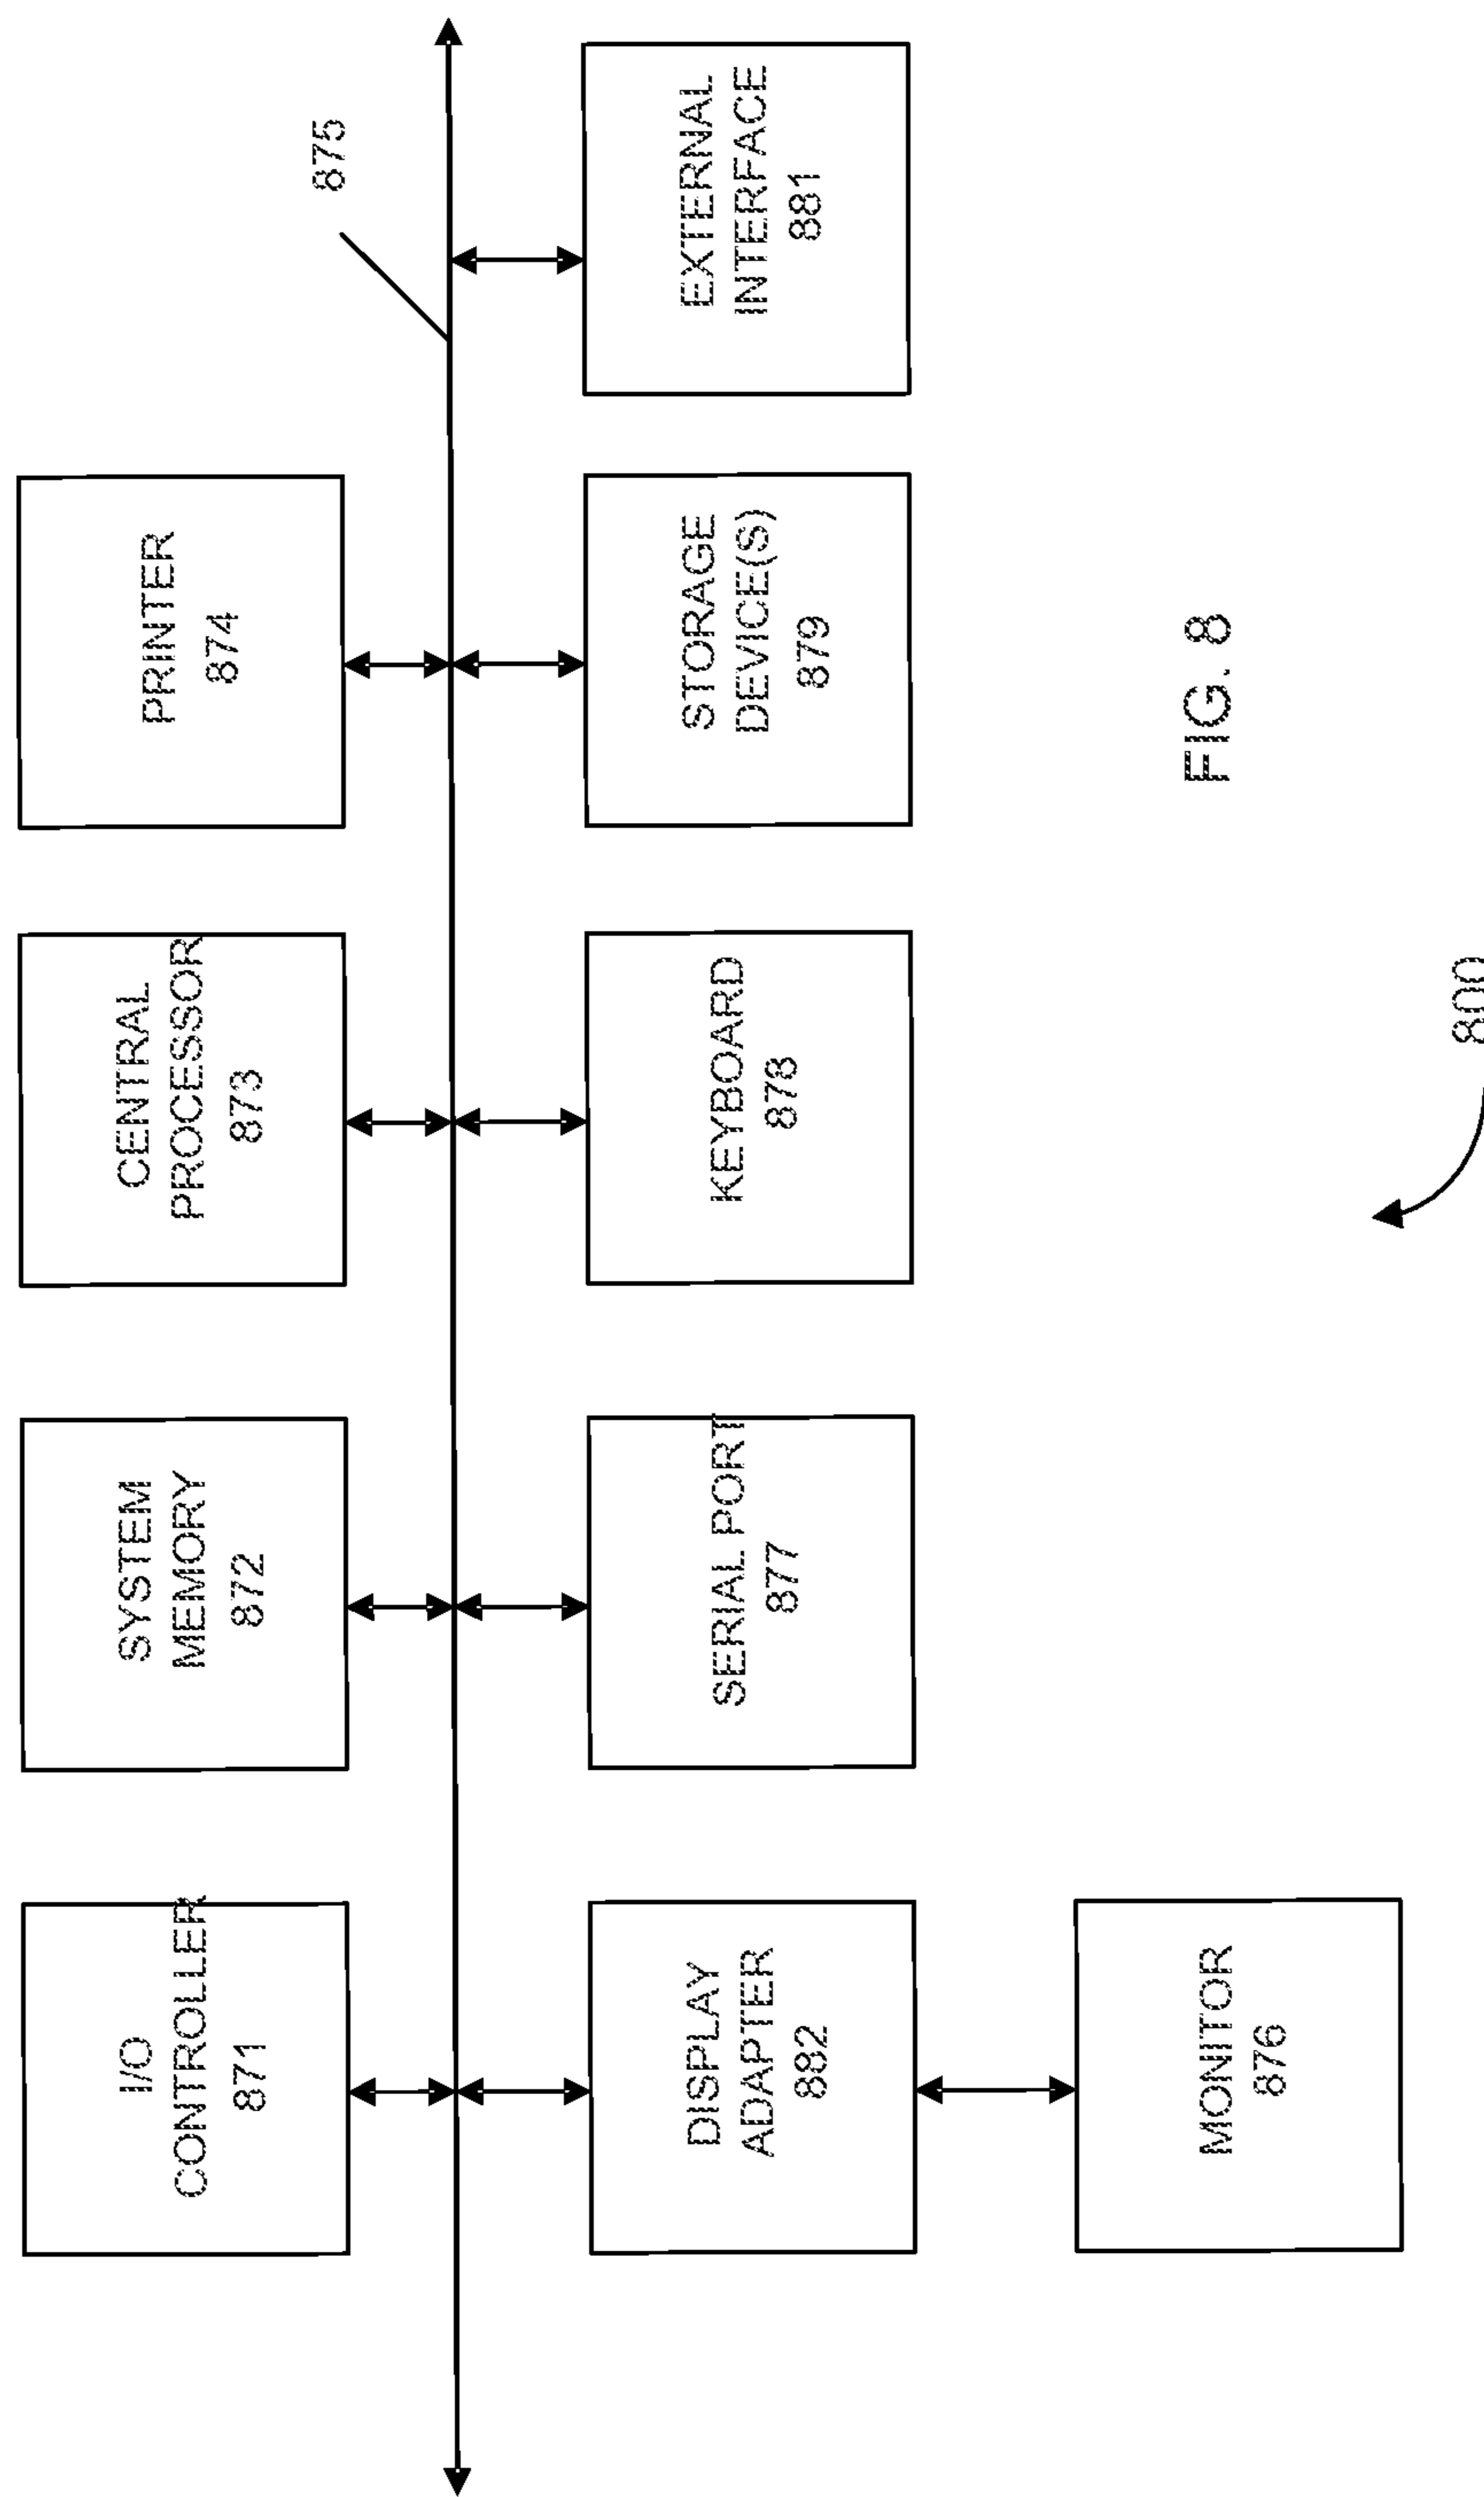 I/O
CONTROLLER
871
SYSTEM
MEMORY
872
CENTRAL
PROCESSOR
873
PRINTER
874
875
DISPLAY
ADAPTER
882
SERIAL PORT
877
KEYBOARD
878
STORAGE
DEVICE(S)
879
EXTERNAL
INTERFACE
881
MONITOR
876
FIG. 8
800